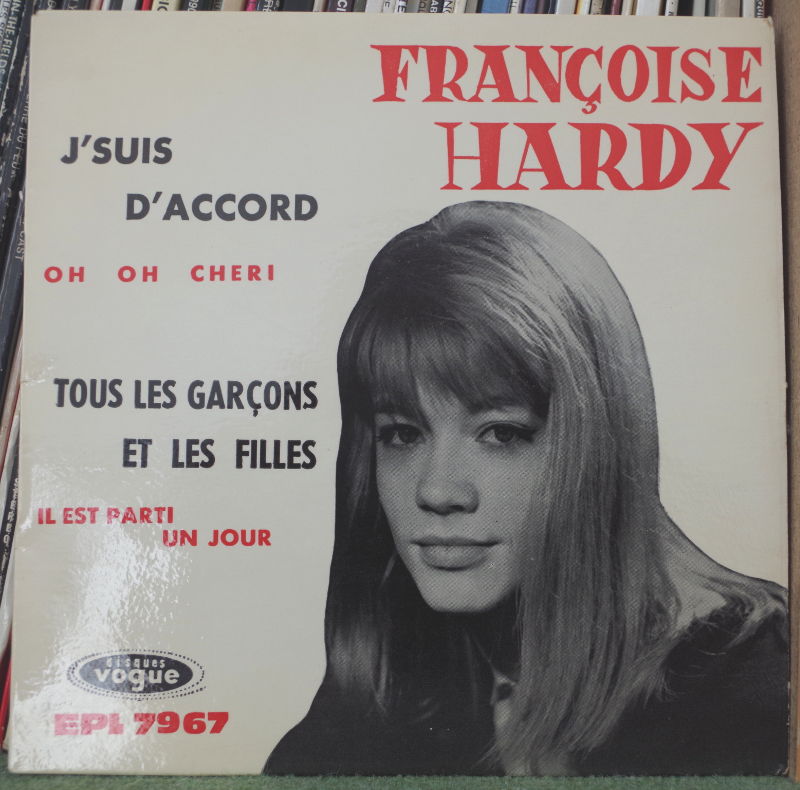 FRANÇOISE
HARDY
J'SUIS
D'ACCORD
OH OH CHERI
TOUS LES GARÇONS
ET LES FILLES
IL EST PARTI
UN JOUR
disques
vogue
EPL 7967